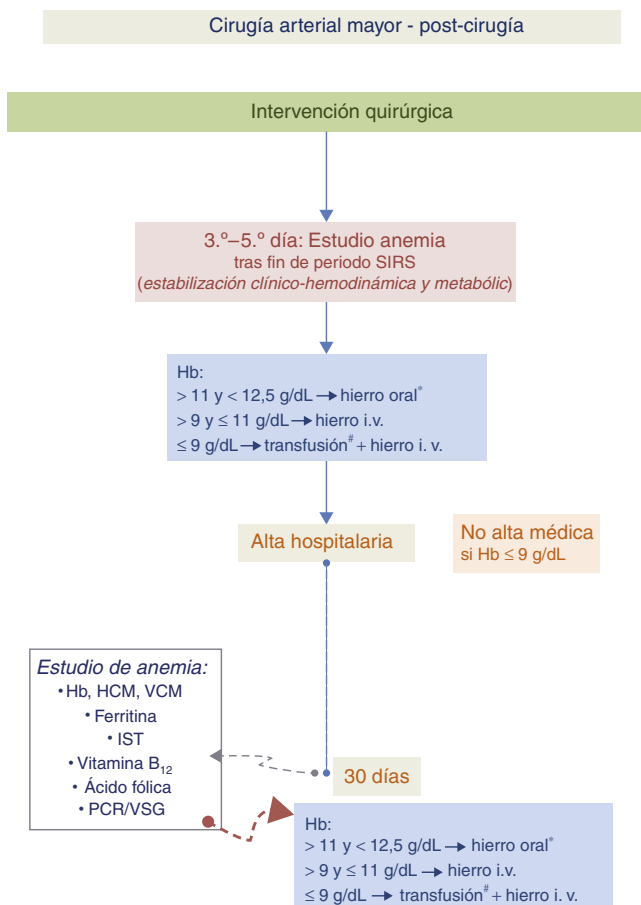 Cirugía arterial mayor - post-cirugía
Intervención quirúrgica
3.º–5.º día: Estudio anemia
tras fin de periodo SIRS
(estabilización clínico-hemodinámica y metabólic)
Hb:
> 11 y < 12,5 g/dL → hierro oral*
> 9 y ≤ 11 g/dL → hierro i.v.
≤ 9 g/dL → transfusión# + hierro i. v.
Alta hospitalaria
No alta médica
si Hb ≤ 9 g/dL
Estudio de anemia:
• Hb, HCM, VCM
• Ferritina
• IST
• Vitamina B12
• Ácido fólica
• PCR/VSG
30 días
Hb:
> 11 y < 12,5 g/dL → hierro oral*
> 9 y ≤ 11 g/dL → hierro i.v.
≤ 9 g/dL → transfusión# + hierro i. v.